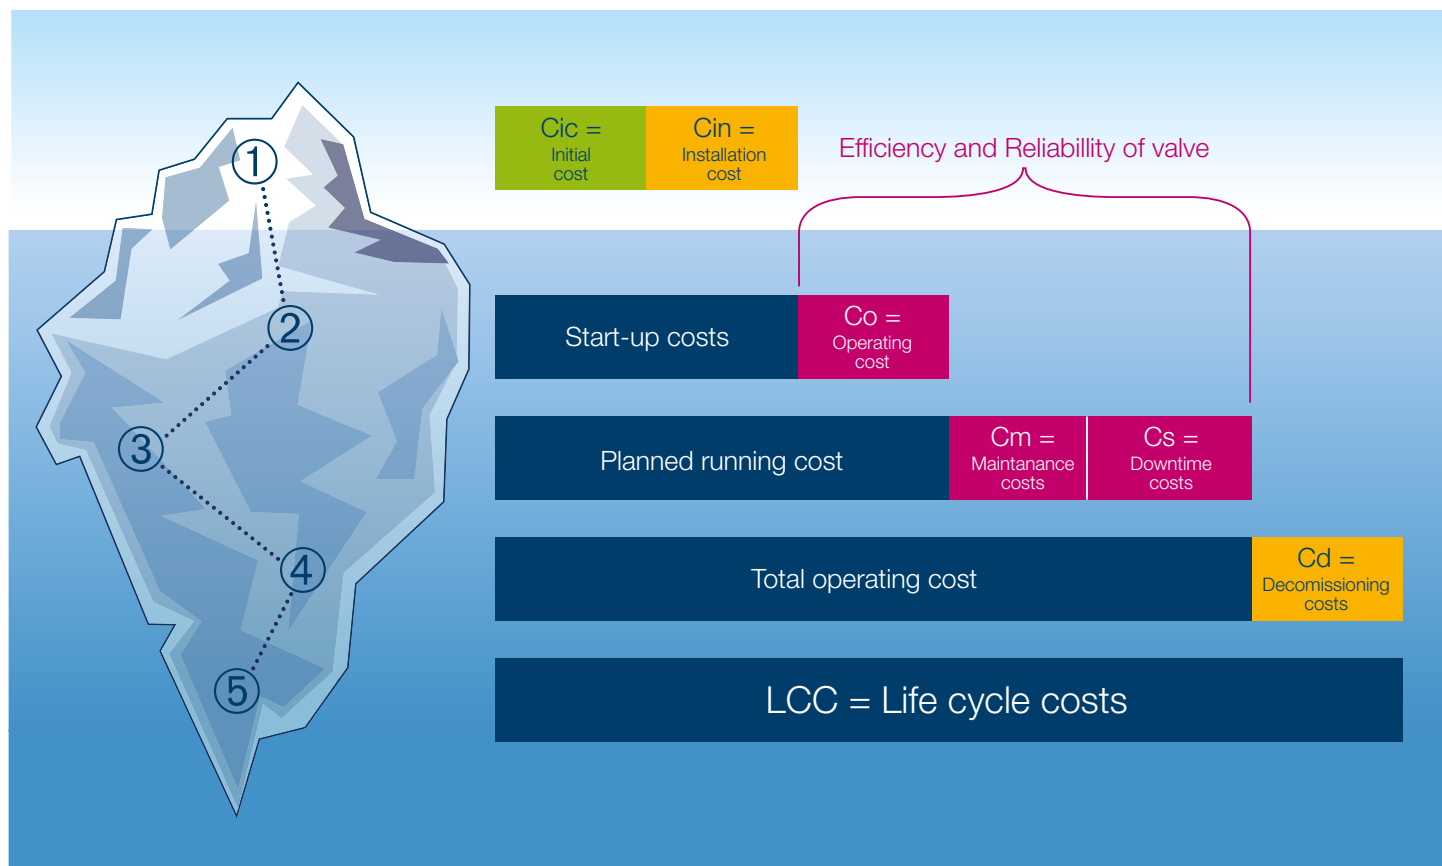 1
Cic =
Initial
cost
Cin =
Installation
cost
Efficiency and Reliabillity of valve
2
Start-up costs
Co =
Operating
cost
3
Planned running cost
Cm =
Maintanance
costs
Cs =
Downtime
costs
4
Total operating cost
Cd =
Decomissioning
costs
5
LCC = Life cycle costs